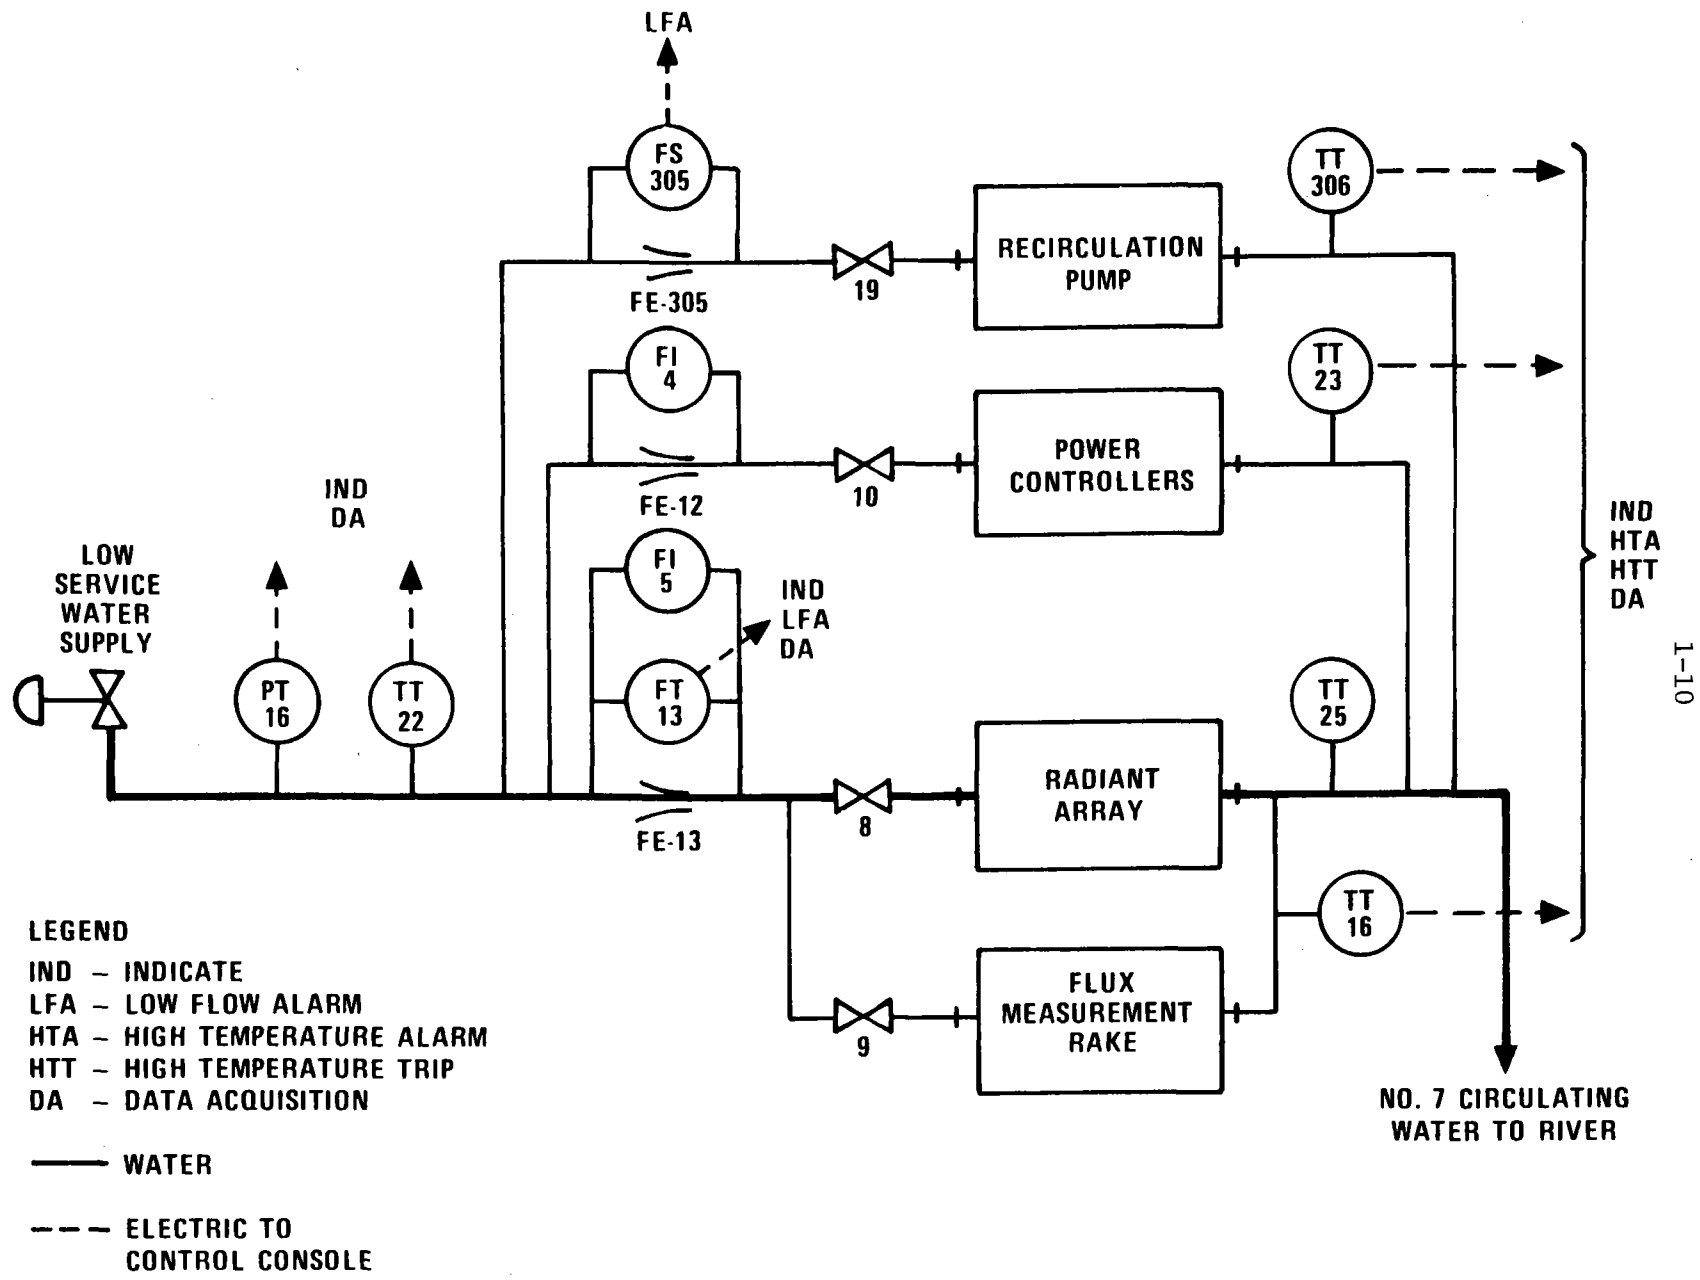 LFA
FS
305
TT
306
RECIRCULATION
PUMP
19
FE-305
FI
4
TT
23
POWER
CONTROLLERS
10
FE-12
IND
DA
IND
HTA
HTT
DA
LOW
SERVICE
WATER
SUPPLY
FI
5
IND
LFA
DA
PT
16
TT
22
FT
13
TT
25
1-10
RADIANT
ARRAY
8
FE-13
TT
16
FLUX
MEASUREMENT
RAKE
9
LEGEND
IND – INDICATE
LFA – LOW FLOW ALARM
HTA – HIGH TEMPERATURE ALARM
HTT – HIGH TEMPERATURE TRIP
DA – DATA ACQUISITION
WATER
ELECTRIC TO
CONTROL CONSOLE
NO. 7 CIRCULATING
WATER TO RIVER